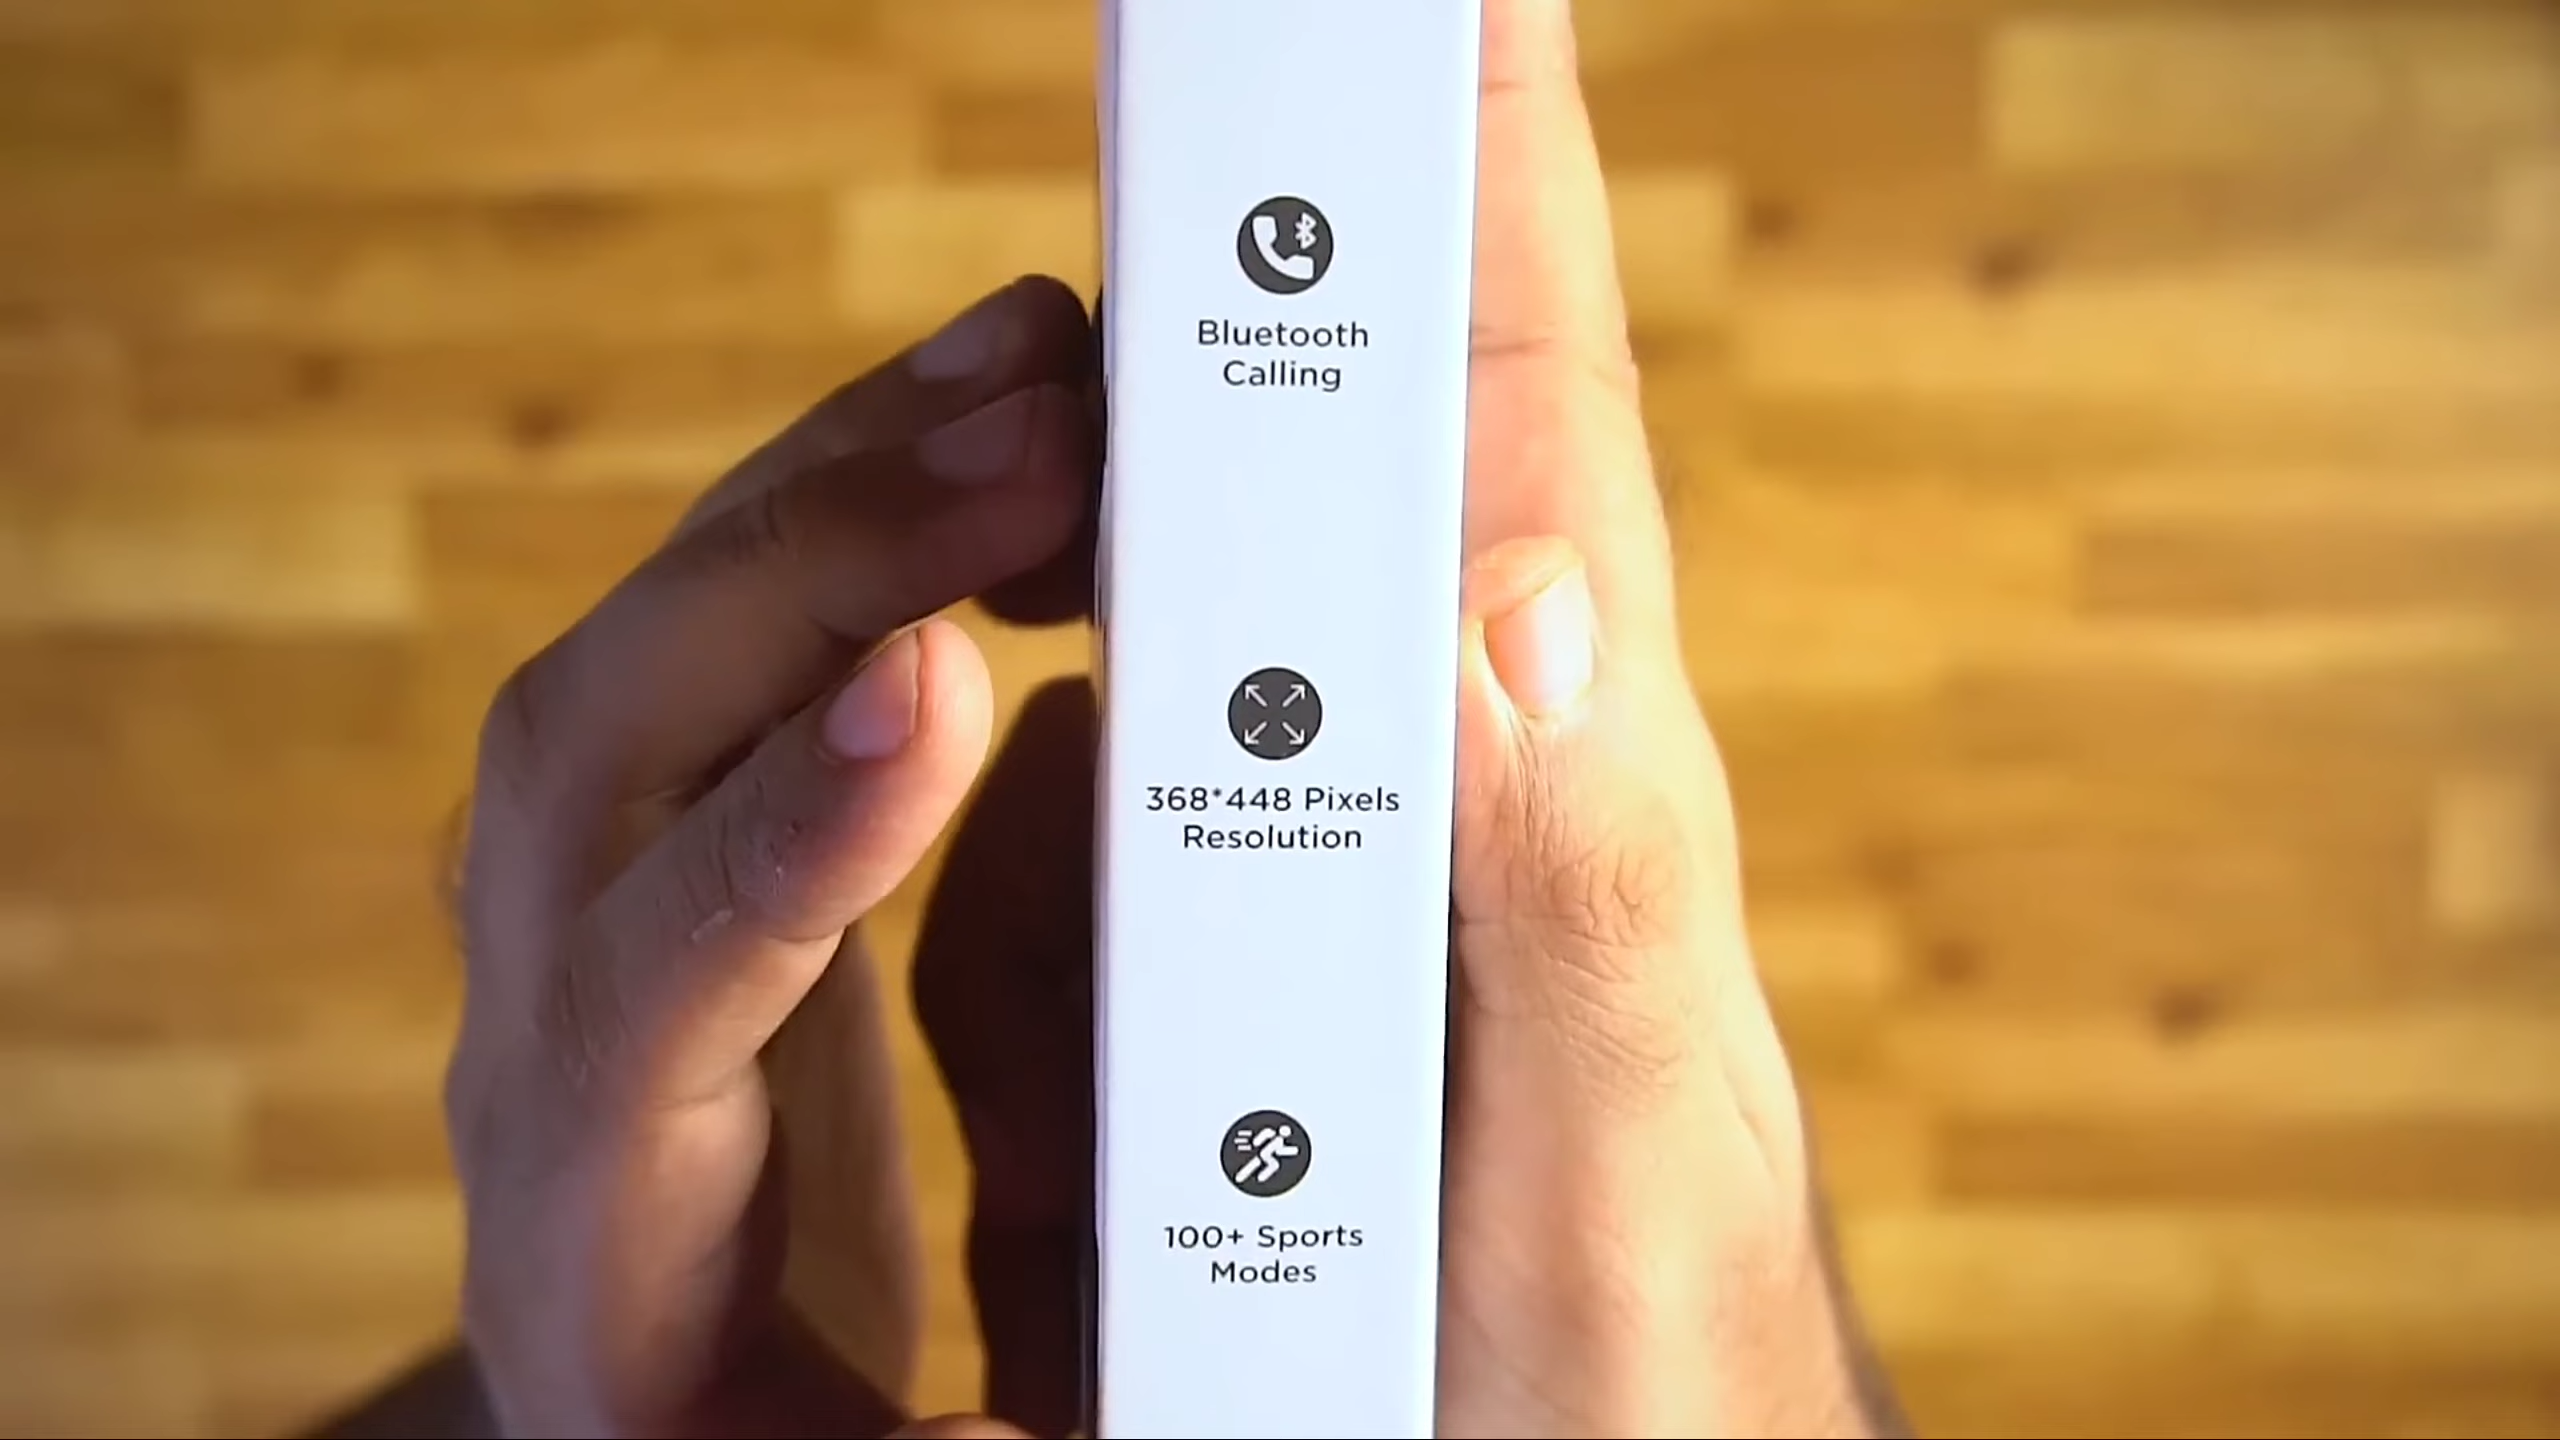 Bluetooth
Calling
368*448 Pixels
Resolution
100+ Sports
Modes